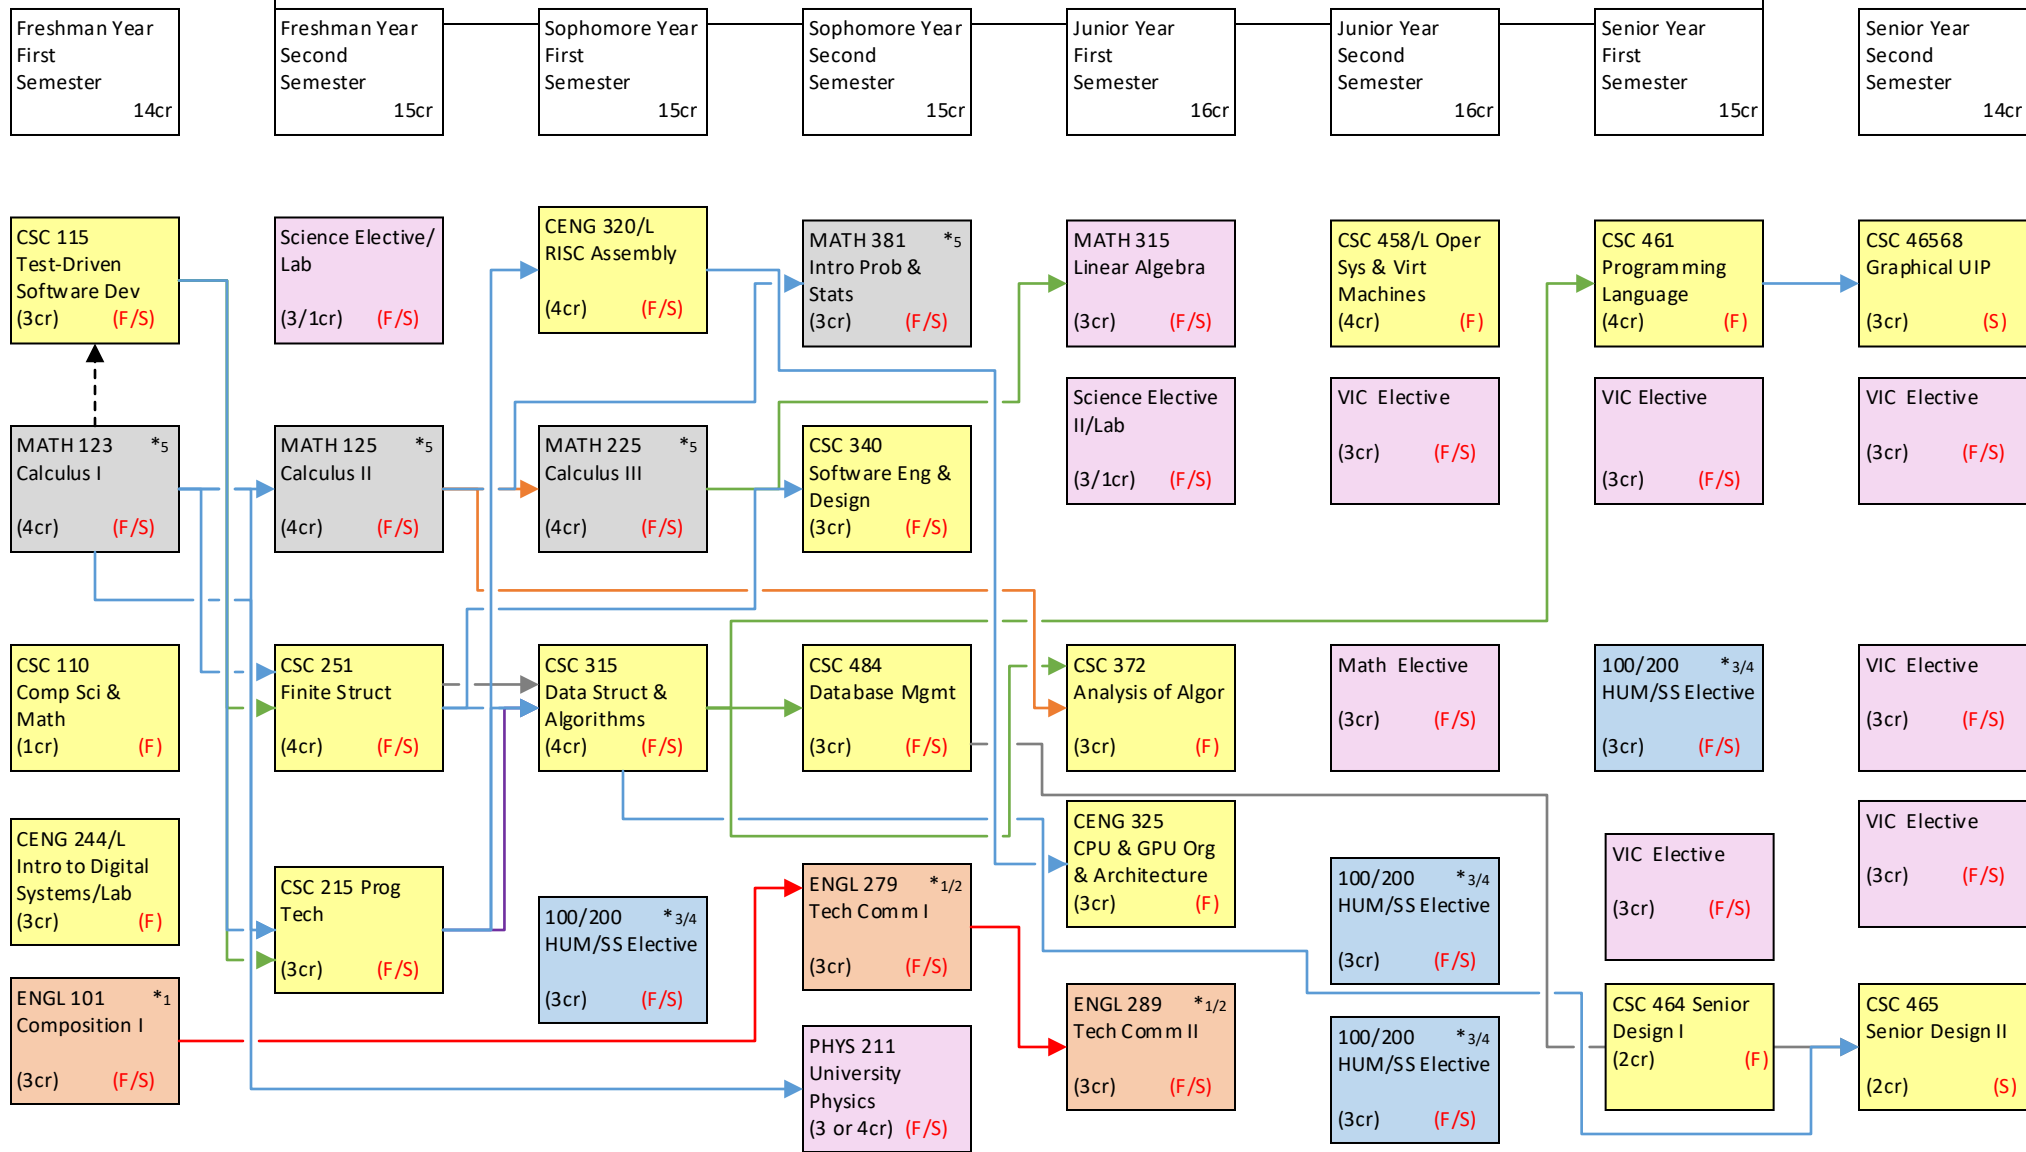 Freshman Year
First
Semester
14cr
Freshman Year
Second
Semester
15cr
Sophomore Year
First
Semester
15cr
Sophomore Year
Second
Semester
15cr
Junior Year
First
Semester
16cr
Junior Year
Second
Semester
16cr
Senior Year
First
Semester
15cr
Senior Year
Second
Semester
14cr
CSC 115
Test-Driven
Software Dev
(3cr) (F/S)
MATH 123 *5
Calculus I
(4cr) (F/S)
CSC 110
Comp Sci &
Math
(1cr) (F)
CENG 244/L
Intro to Digital
Systems/Lab
(3cr) (F)
ENGL 101 *1
Composition I
(3cr) (F/S)
Science Elective/
Lab
(3/1cr) (F/S)
MATH 125 *5
Calculus II
(4cr) (F/S)
CSC 251
Finite Struct
(4cr) (F/S)
CSC 215 Prog
Tech
(3cr) (F/S)
CENG 320/L
RISC Assembly
(4cr) (F/S)
MATH 225 *5
Calculus III
(4cr) (F/S)
CSC 315
Data Struct &
Algorithms
(4cr) (F/S)
100/200 *3/4
HUM/SS Elective
(3cr) (F/S)
MATH 381 *5
Intro Prob &
Stats
(3cr) (F/S)
CSC 340
Software Eng &
Design
(3cr) (F/S)
CSC 484
Database Mgmt
(3cr) (F/S)
ENGL 279 *1/2
Tech Comm I
(3cr) (F/S)
PHYS 211
University
Physics
(3 or 4cr) (F/S)
MATH 315
Linear Algebra
(3cr) (F/S)
Science Elective
II/Lab
(3/1cr) (F/S)
CSC 372
Analysis of Algor
(3cr) (F)
CENG 325
CPU & GPU Org
& Architecture
(3cr) (F)
ENGL 289 *1/2
Tech Comm II
(3cr) (F/S)
CSC 458/L Oper
Sys & Virt
Machines
(4cr) (F)
VIC Elective
(3cr) (F/S)
Math Elective
(3cr) (F/S)
100/200 *3/4
HUM/SS Elective
(3cr) (F/S)
100/200 *3/4
HUM/SS Elective
(3cr) (F/S)
CSC 461
Programming
Language
(4cr) (F)
VIC Elective
(3cr) (F/S)
100/200 *3/4
HUM/SS Elective
(3cr) (F/S)
VIC Elective
(3cr) (F/S)
CSC 464 Senior
Design I
(2cr) (F)
CSC 46568
Graphical UIP
(3cr) (S)
VIC Elective
(3cr) (F/S)
VIC Elective
(3cr) (F/S)
VIC Elective
(3cr) (F/S)
CSC 465
Senior Design II
(2cr) (S)